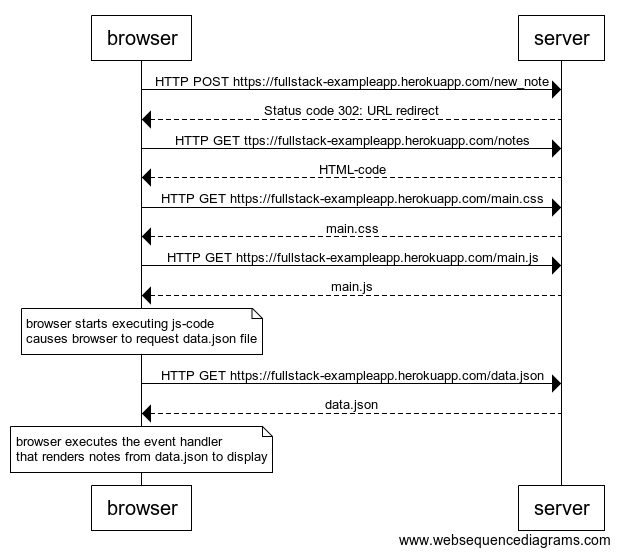 browser
server
HTTP POST https://fullstack-exampleapp.herokuapp.com/new_note
Status code 302: URL redirect
HTTP GET ttps://fullstack-exampleapp.herokuapp.com/notes
HTML-code
HTTP GET https://fullstack-exampleapp.herokuapp.com/main.css
main.css
HTTP GET https://fullstack-exampleapp.herokuapp.com/main.js
main.js
browser starts executing js-code
causes browser to request data.json file
HTTP GET https://fullstack-exampleapp.herokuapp.com/data.json
data.json
browser executes the event handler
that renders notes from data.json to display
browser
server
www.websequencediagrams.com